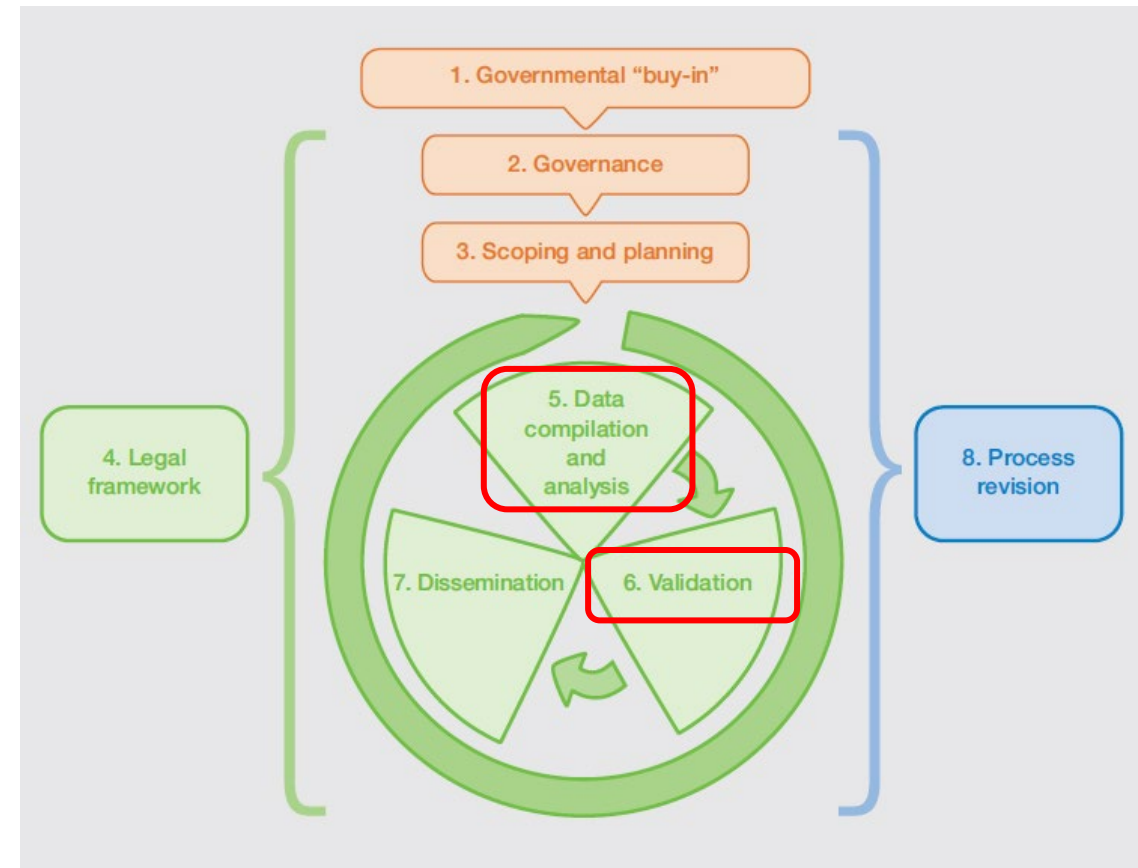 1. Governmental “buy-in”
2. Governance
3. Scoping and planning
4. Legal
framework
5. Data
compilation
and
analysis
6. Validation
7. Dissemination
8. Process
revision